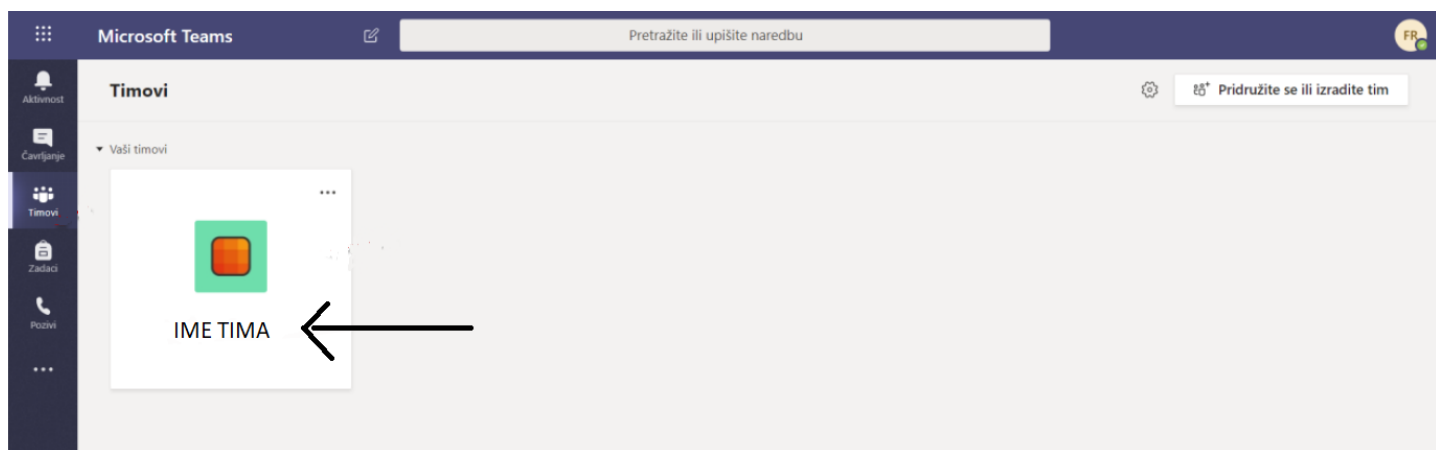 Microsoft Teams
Pretražite ili upišite naredbu
FR
Aktivnost
Timovi
Pridružite se ili izradite tim
Čavrljanje
Vaši timovi
Timovi
Zadaci
IME TIMA
Pozivi